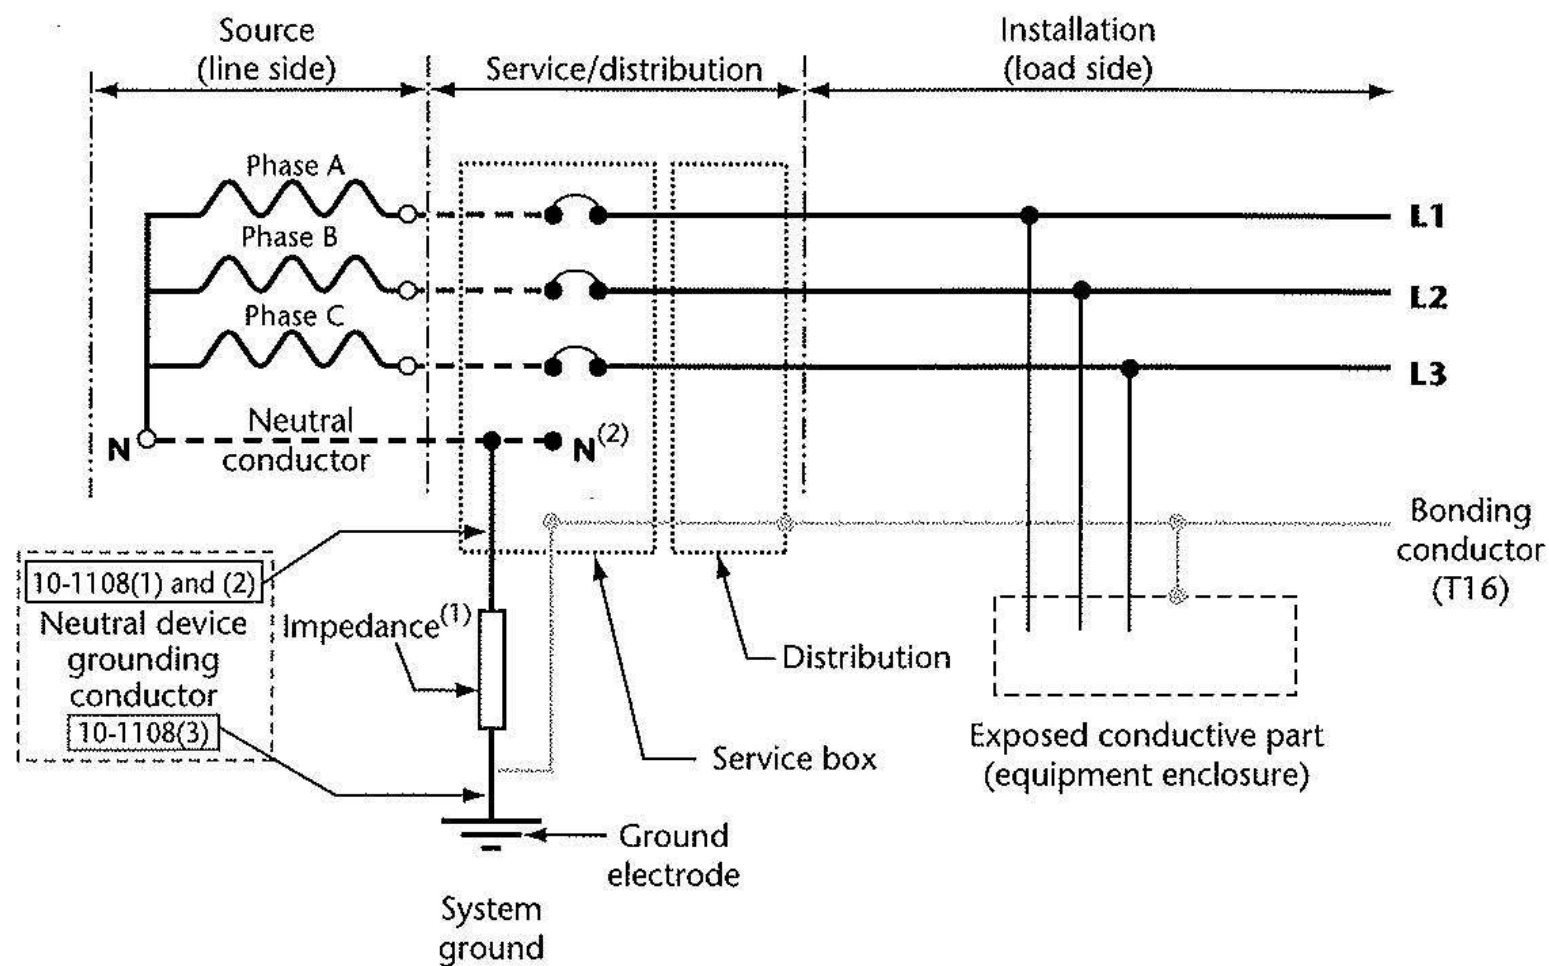 Source
(line side)
Service/distribution
Installation
(load side)
Phase A
L1
Phase B
L2
Phase C
L3
Neutral
conductor
N
N(2)
Bonding
conductor
(T16)
10-1108(1) and (2)
Neutral device
grounding
conductor
10-1108(3)
Impedance(1)
Distribution
Service box
Exposed conductive part
(equipment enclosure)
Ground
electrode
System
ground